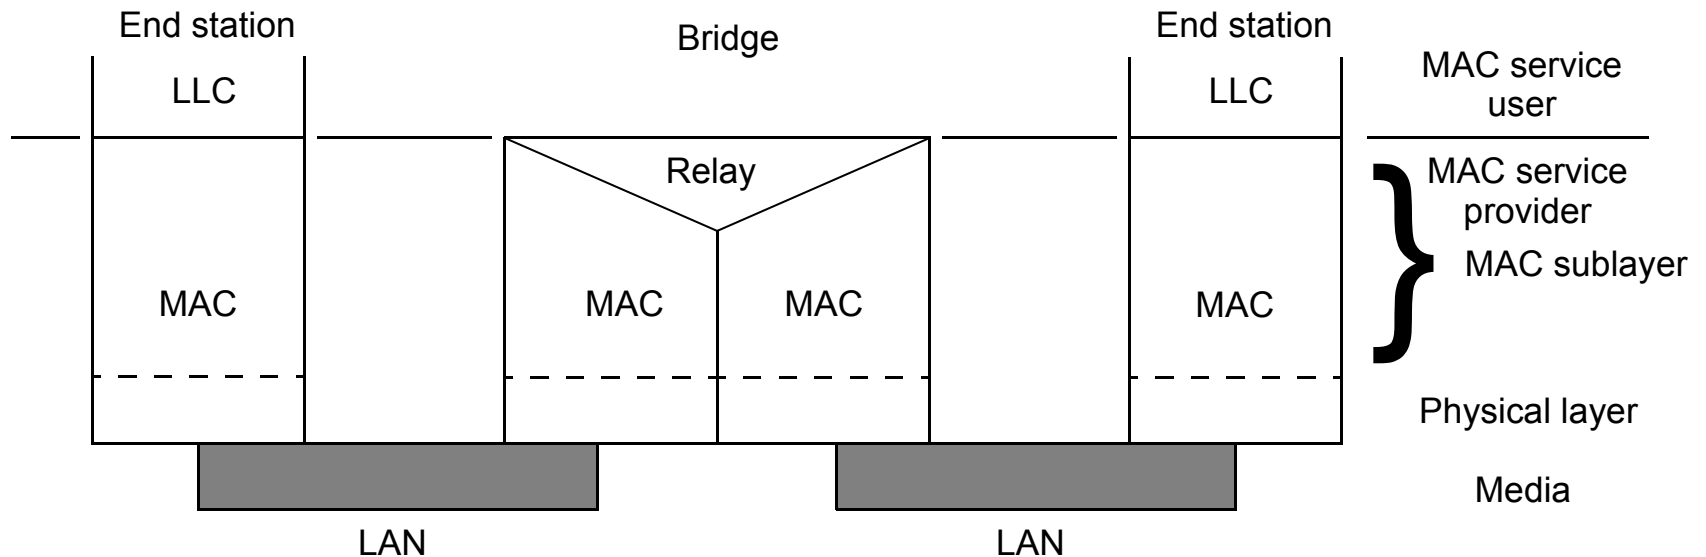 End station
Bridge
End station
LLC
LLC
MAC service
user
Relay
MAC service
provider
MAC sublayer
MAC
MAC
MAC
MAC
Physical layer
Media
LAN
LAN